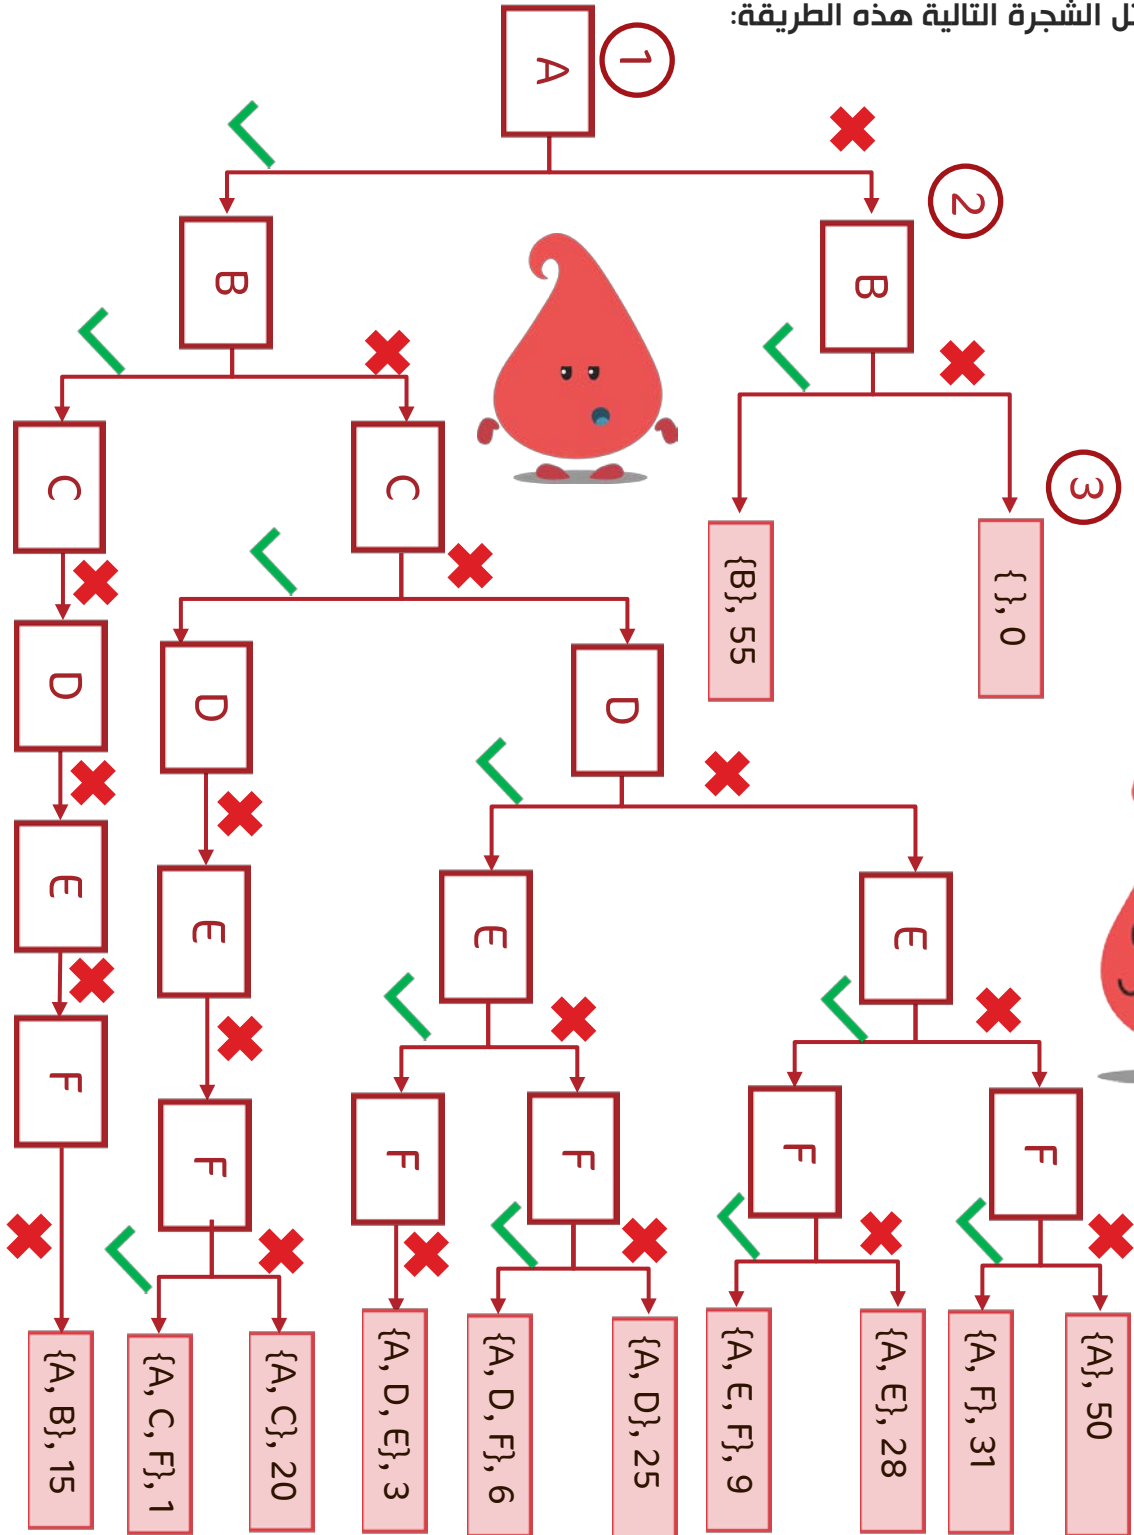 ل الشجرة التالية هذه الطريقة:
1
A
2
B
B
3
C
C
{B}, 55
{ }, 0
D
D
D
E
E
E
E
F
F
F
F
F
F
{A, B}, 15
{A, C, F}, 1
{A, C}, 20
{A, D, E}, 3
{A, D, F}, 6
{A, D}, 25
{A, E, F}, 9
{A, E}, 28
{A, F}, 31
{A}, 50